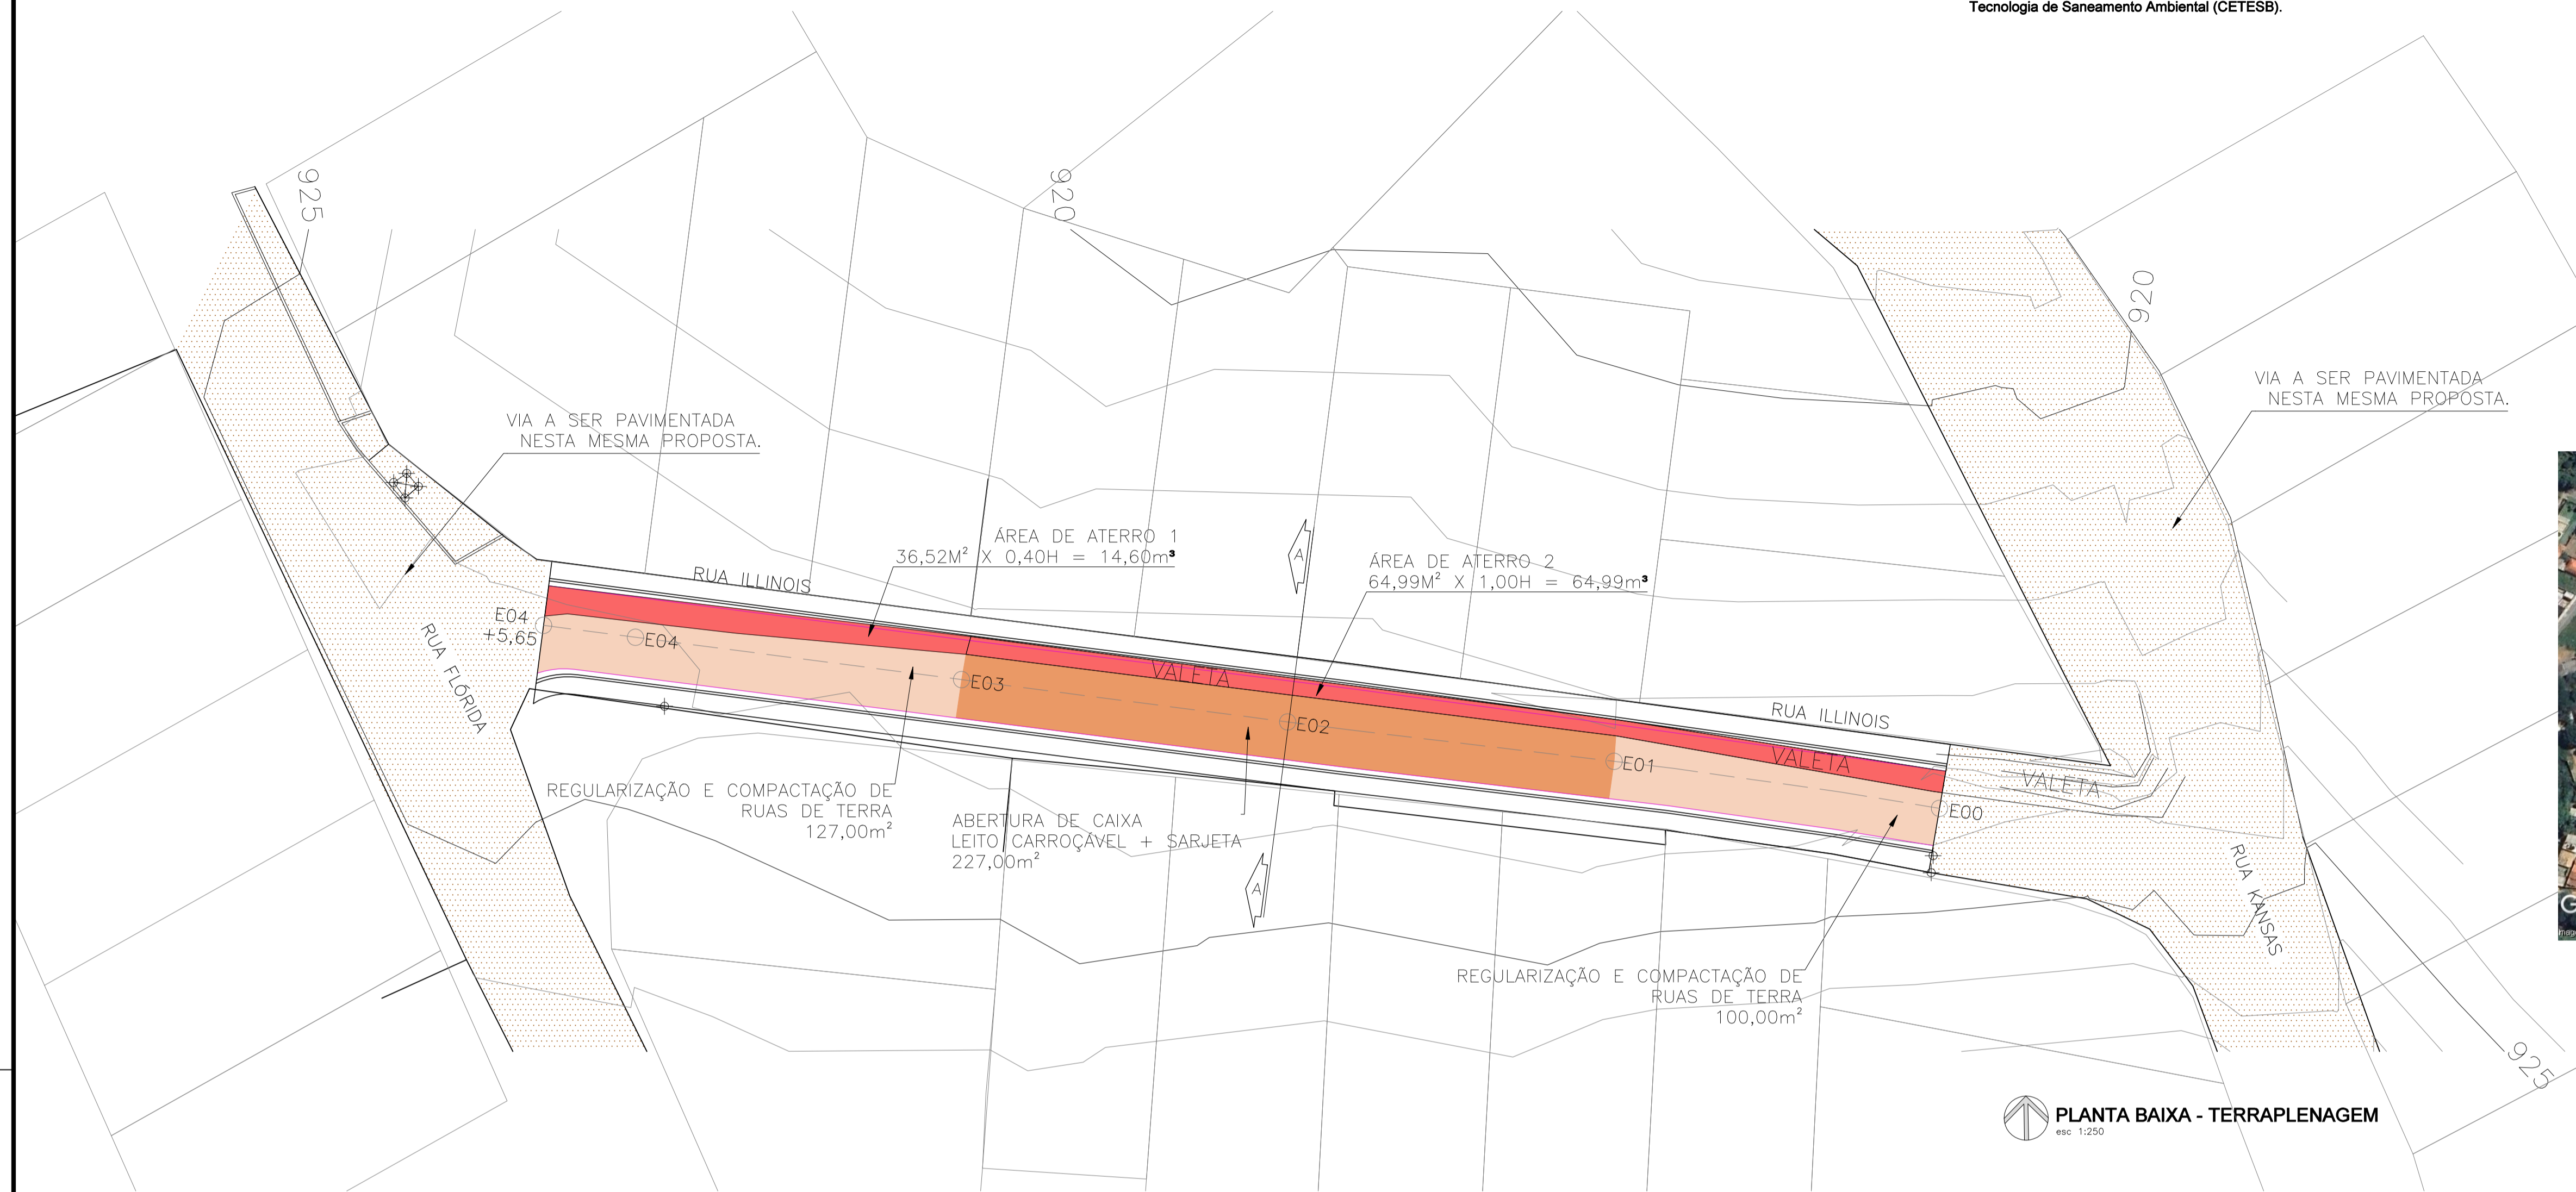 Tecnologia de Saneamento Ambiental (CETESB).
925
920
920
VIA A SER PAVIMENTADA
NESTA MESMA PROPOSTA.
VIA A SER PAVIMENTADA
NESTA MESMA PROPOSTA.
ÁREA DE ATERRO 1
36,52M² X 0,40H = 14,60m³
A
ÁREA DE ATERRO 2
64,99M² X 1,00H = 64,99m³
RUA ILLINOIS
E04
+5,65
E04
RUA FLÓRIDA
E03
VALETA
E02
E01
RUA ILLINOIS
VALETA
VALETA
E00
REGULARIZAÇÃO E COMPACTAÇÃO DE
RUAS DE TERRA
127,00m²
ABERTURA DE CAIXA
LEITO CARROÇÁVEL + SARJETA
227,00m²
A
RUA KANSAS
REGULARIZAÇÃO E COMPACTAÇÃO DE
RUAS DE TERRA
100,00m²
925
PLANTA BAIXA - TERRAPLENAGEM
esc 1:250